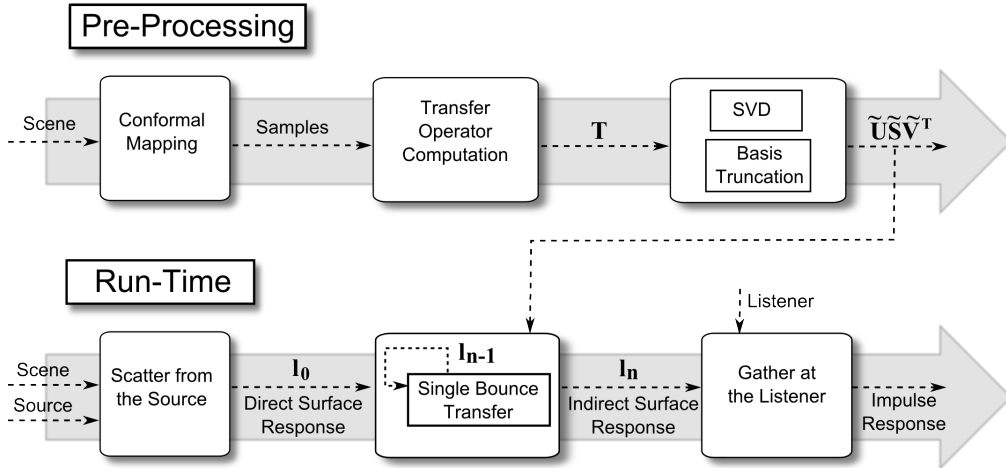 Pre-Processing
Scene
Conformal
Mapping
Samples
Transfer
Operator
Computation
T
SVD
Basis
Truncation
ŨS̃Ṽᵀ
Run-Time
Scene
Source
Scatter from
the Source
l₀
Direct Surface
Response
lₙ₋₁
Single Bounce
Transfer
lₙ
Indirect Surface
Response
Listener
Gather at
the Listener
Impulse
Response